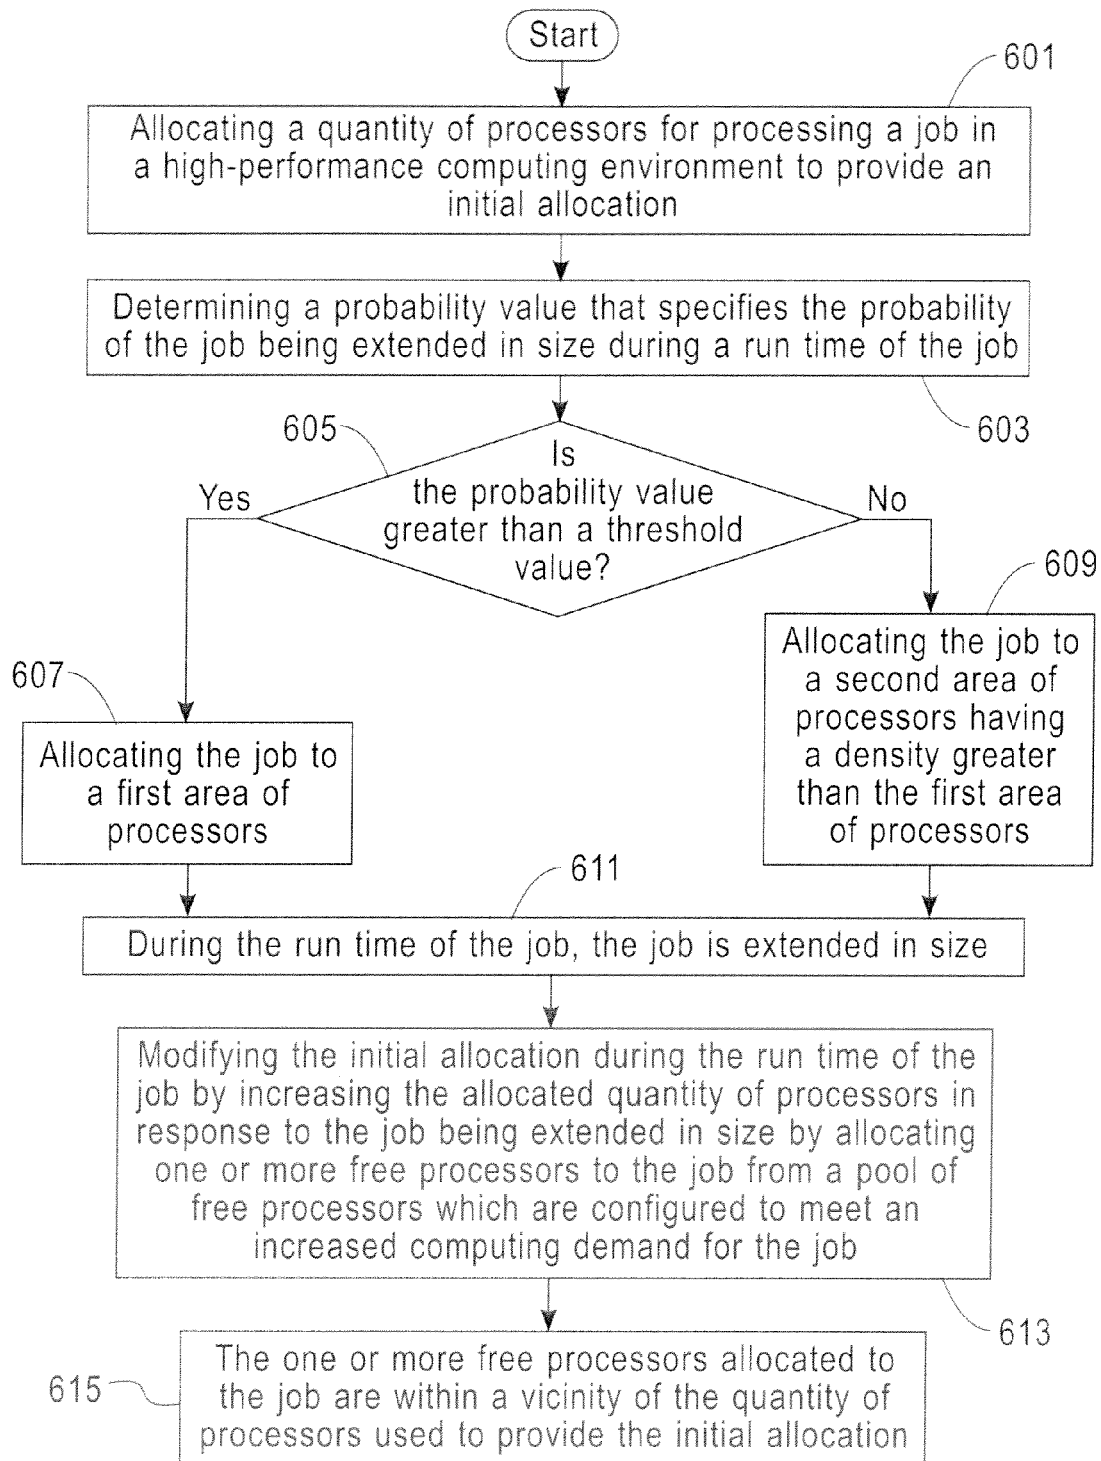 Start
601
Allocating a quantity of processors for processing a job in
a high-performance computing environment to provide an
initial allocation
Determining a probability value that specifies the probability
of the job being extended in size during a run time of the job
603
605
Is
the probability value
greater than a threshold
value?
Yes
No
607
Allocating the job to
a first area of
processors
609
Allocating the job to
a second area of
processors having
a density greater
than the first area
of processors
611
During the run time of the job, the job is extended in size
Modifying the initial allocation during the run time of the
job by increasing the allocated quantity of processors in
response to the job being extended in size by allocating
one or more free processors to the job from a pool of
free processors which are configured to meet an
increased computing demand for the job
613
615
The one or more free processors allocated to
the job are within a vicinity of the quantity of
processors used to provide the initial allocation